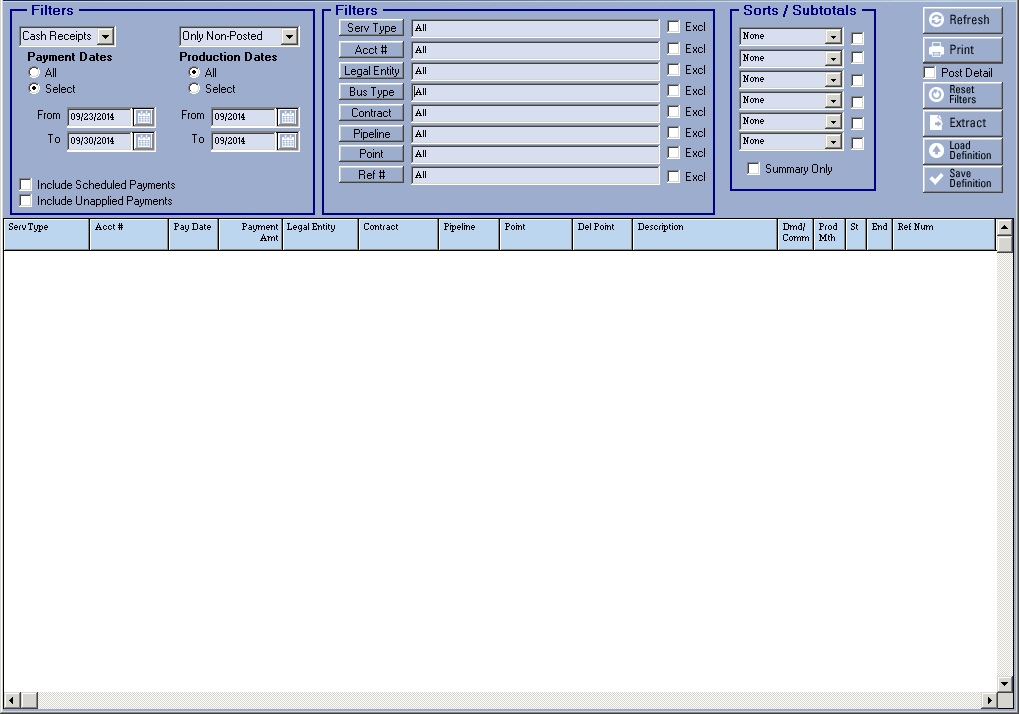 Filters
Cash Receipts
Only Non-Posted
Payment Dates
Production Dates
All
All
Select
Select
From 09/23/2014
From 09/2014
To 09/30/2014
To 09/2014
Include Scheduled Payments
Include Unapplied Payments
Filters
Serv Type All Excl
Acct # All Excl
Legal Entity All Excl
Bus Type All Excl
Contract All Excl
Pipeline All Excl
Point All Excl
Ref # All Excl
Sorts / Subtotals
None
None
None
None
None
None
Summary Only
Refresh
Print
Post Detail
Reset
Filters
Extract
Load
Definition
Save
Definition
Serv Type
Acct #
Pay Date
Payment
Amt
Legal Entity
Contract
Pipeline
Point
Del Point
Description
Dmd/
Comm
Prod
Mth
St
End
Ref Num